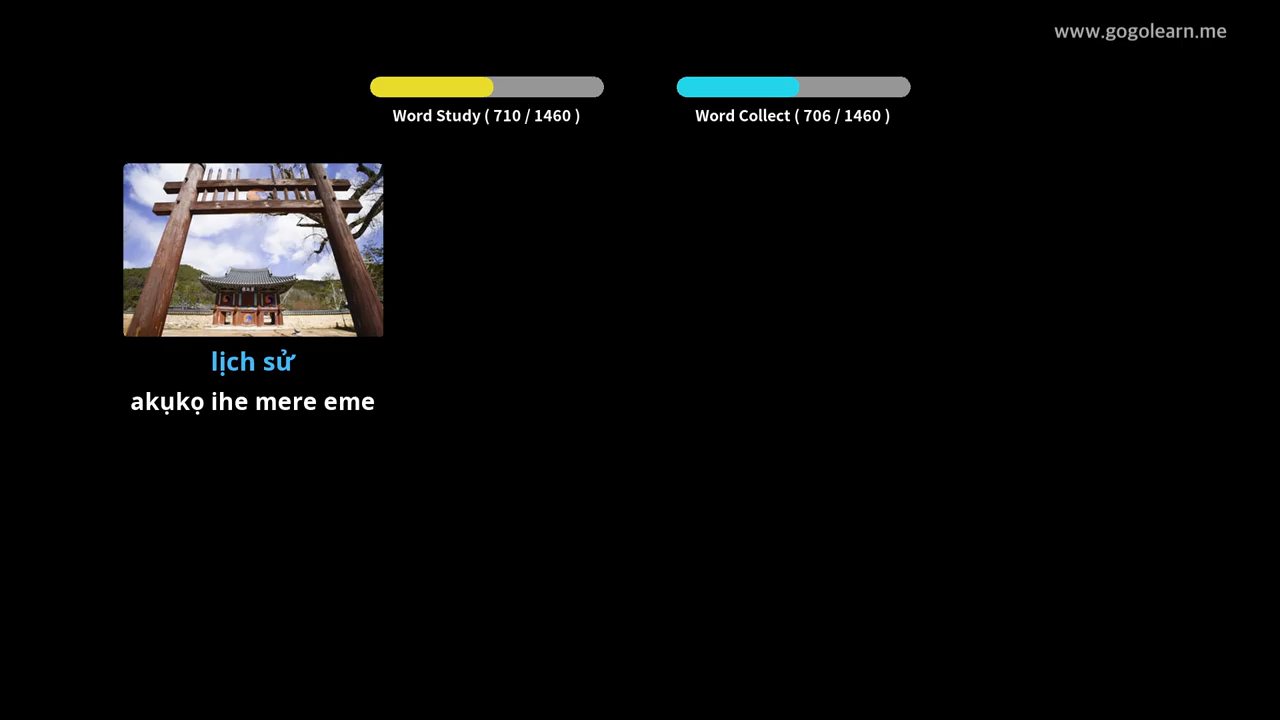 www.gogolearn.me
Word Study ( 710 / 1460 )
Word Collect ( 706 / 1460 )
lịch sử
akụkọ ihe mere eme